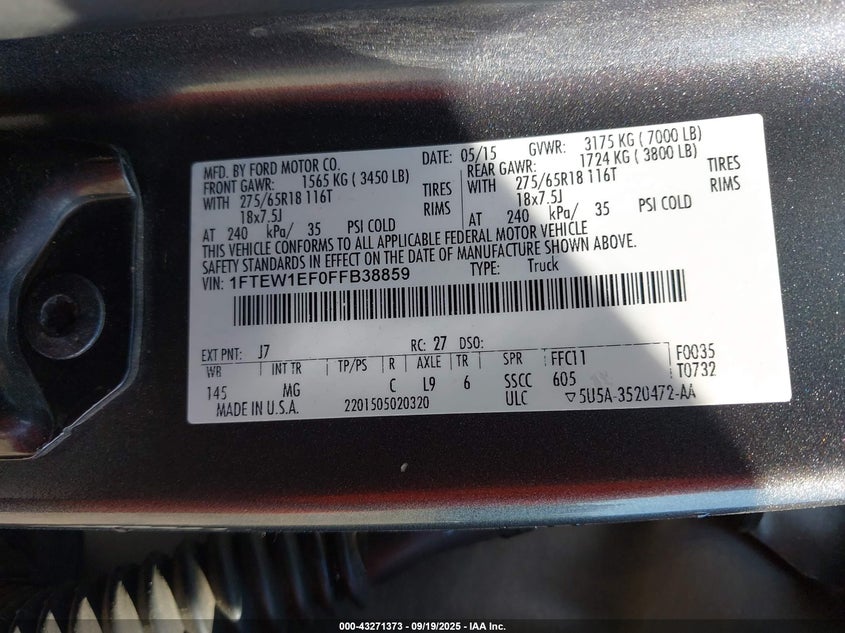 MFD. BY FORD MOTOR CO. DATE: 05/15 GVWR: 3175 KG ( 7000 LB)
FRONT GAWR: 1565 KG ( 3450 LB) REAR GAWR: 1724 KG ( 3800 LB)
WITH 275/65R18 116T TIRES WITH 275/65R18 116T TIRES
18x7.5J RIMS 18x7.5J RIMS
AT 240 kPa/ 35 PSI COLD AT 240 kPa/ 35 PSI COLD
THIS VEHICLE CONFORMS TO ALL APPLICABLE FEDERAL MOTOR VEHICLE
SAFETY STANDARDS IN EFFECT ON THE DATE OF MANUFACTURE SHOWN ABOVE.
VIN: 1FTEW1EF0FFB38859 TYPE: Truck
EXT PNT: J7 RC: 27 DSO: F0035
WB INT TR TP/PS R AXLE TR SPR FFC11 T0732
145 MG C L9 6 SSCC 605
MADE IN U.S.A. 2201505020320 ULC ▽5U5A-3520472-AA
000-43271373 - 09/19/2025 - IAA Inc.